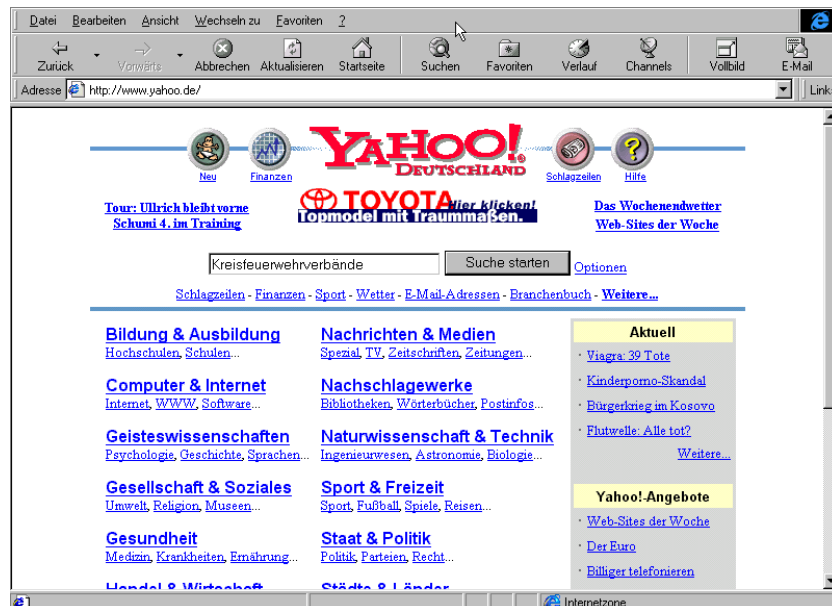 Datei Bearbeiten Ansicht Wechseln zu Favoriten ?
Zurück Vorwärts Abbrechen Aktualisieren Startseite Suchen Favoriten Verlauf Channels Vollbild E-Mail
Adresse http://www.yahoo.de/ Link
YAHOO!
DEUTSCHLAND
Neu Finanzen Schlagzeilen Hilfe
Tour: Ullrich bleibt vorne
Schumi 4. im Training
TOYOTA Hier klicken!
Topmodel mit Traummaßen.
Das Wochenendwetter
Web-Sites der Woche
Kreisfeuerwehrverbände Suche starten Optionen
Schlagzeilen - Finanzen - Sport - Wetter - E-Mail-Adressen - Branchenbuch - Weitere...
Bildung & Ausbildung
Hochschulen, Schulen...
Computer & Internet
Internet, WWW, Software...
Geisteswissenschaften
Psychologie, Geschichte, Sprachen...
Gesellschaft & Soziales
Umwelt, Religion, Museen...
Gesundheit
Medizin, Krankheiten, Ernährung...
Handel & Wirtschaft
Nachrichten & Medien
Spezial, TV, Zeitschriften, Zeitungen...
Nachschlagewerke
Bibliotheken, Wörterbücher, Postinfos...
Naturwissenschaft & Technik
Ingenieurwesen, Astronomie, Biologie...
Sport & Freizeit
Sport, Fußball, Spiele, Reisen...
Staat & Politik
Politik, Parteien, Recht...
Städte & Länder
Aktuell
· Viagra: 39 Tote
· Kinderporno-Skandal
· Bürgerkrieg im Kosovo
· Flutwelle: Alle tot?
Weitere...
Yahoo!-Angebote
· Web-Sites der Woche
· Der Euro
· Billiger telefonieren
Internetzone